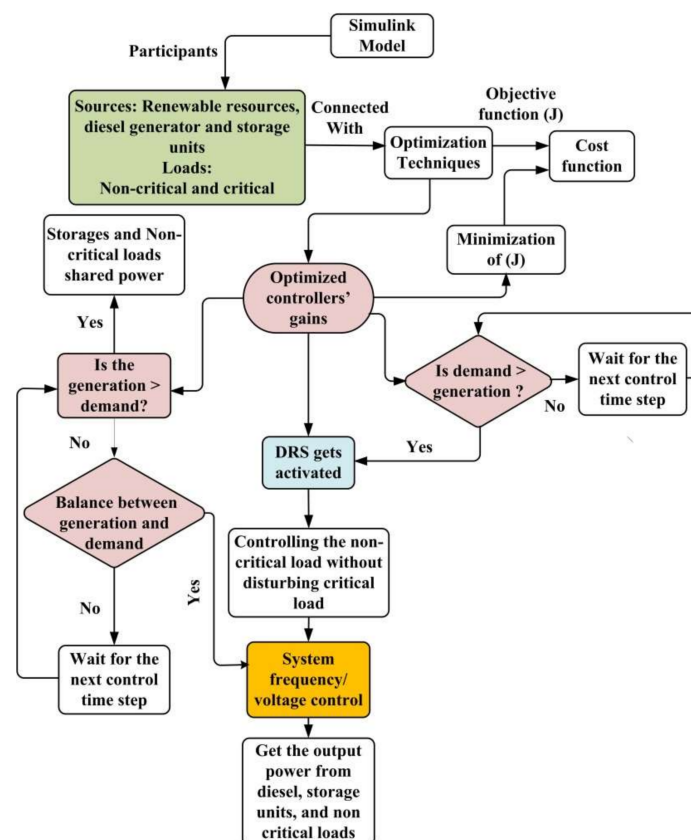 Simulink
Model
Participants
Sources: Renewable resources,
diesel generator and storage
units
Loads:
Non-critical and critical
Connected
With
Optimization
Techniques
Objective
function (J)
Cost
function
Minimization
of (J)
Storages and Non-
critical loads
shared power
Optimized
controllers’
gains
Yes
Is the
generation >
demand?
Is demand >
generation ?
Wait for the
next control
time step
No
Yes
No
DRS gets
activated
Balance between
generation and
demand
Controlling the non-
critical load without
disturbing critical
load
No
Yes
Wait for the
next control
time step
System
frequency/
voltage control
Get the output
power from
diesel, storage
units, and non
critical loads